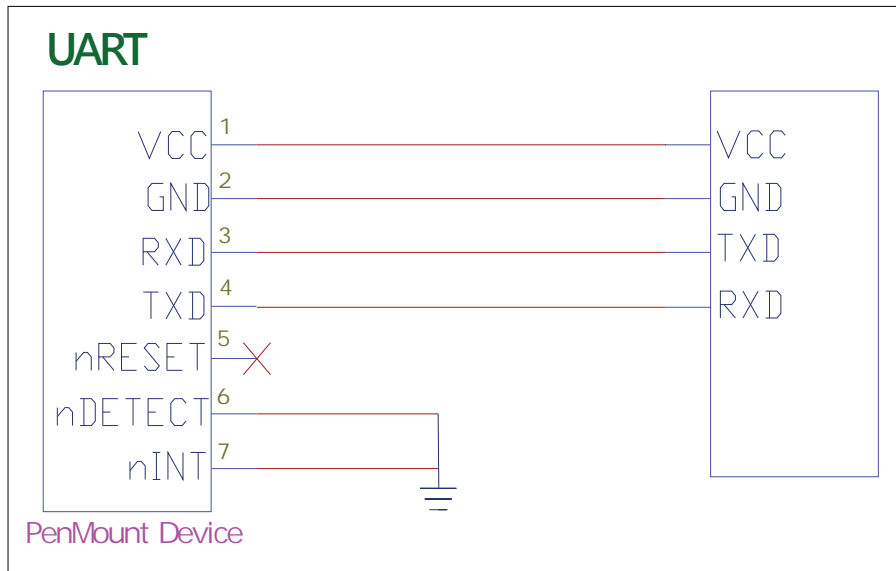 UART
VCC 1 VCC
GND 2 GND
RXD 3 TXD
TXD 4 RXD
nRESET 5
nDETECT 6
nINT 7
PenMount Device